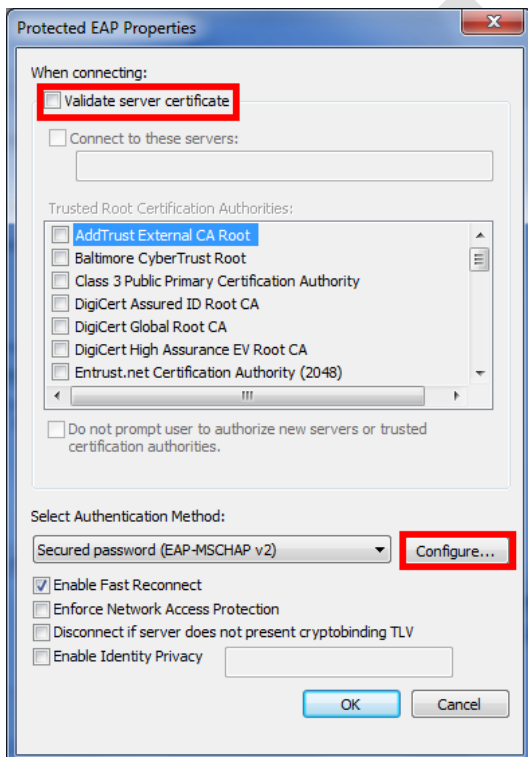 Protected EAP Properties
When connecting:
Validate server certificate
Connect to these servers:
Trusted Root Certification Authorities:
AddTrust External CA Root
Baltimore CyberTrust Root
Class 3 Public Primary Certification Authority
DigiCert Assured ID Root CA
DigiCert Global Root CA
DigiCert High Assurance EV Root CA
Entrust.net Certification Authority (2048)
Do not prompt user to authorize new servers or trusted
certification authorities.
Select Authentication Method:
Secured password (EAP-MSCHAP v2) Configure...
Enable Fast Reconnect
Enforce Network Access Protection
Disconnect if server does not present cryptobinding TLV
Enable Identity Privacy
OK Cancel